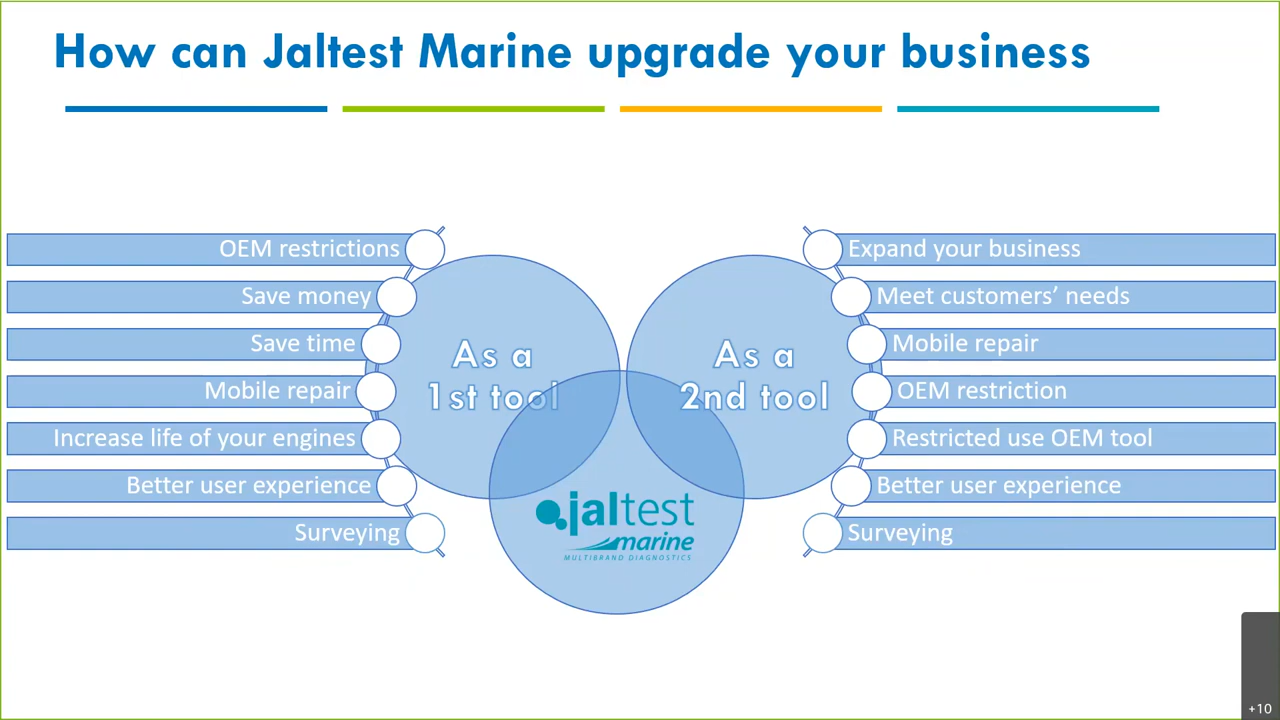 How can Jaltest Marine upgrade your business
OEM restrictions
Save money
Save time
Mobile repair
Increase life of your engines
Better user experience
Surveying
As a
1st tool
As a
2nd tool
Expand your business
Meet customers’ needs
Mobile repair
OEM restriction
Restricted use OEM tool
Better user experience
Surveying
jaltest
marine
MULTIBRAND DIAGNOSTICS
+10